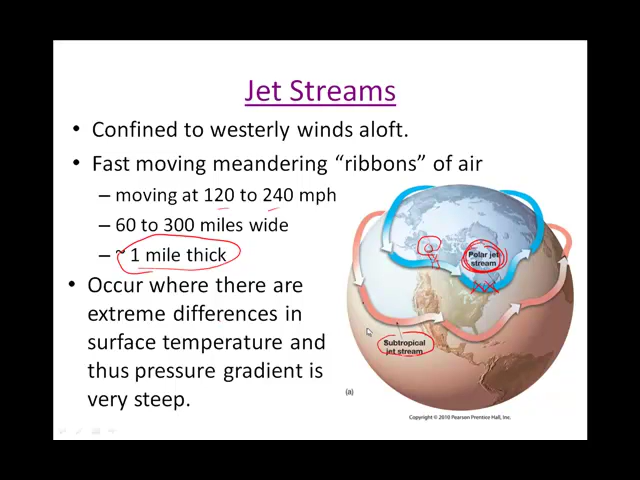 Jet Streams
• Confined to westerly winds aloft.
• Fast moving meandering “ribbons” of air
– moving at 120 to 240 mph
– 60 to 300 miles wide
– ~ 1 mile thick
• Occur where there are
extreme differences in
surface temperature and
thus pressure gradient is
very steep.
Polar jet
stream
Subtropical
jet stream
(a)
Copyright © 2010 Pearson Prentice Hall, Inc.